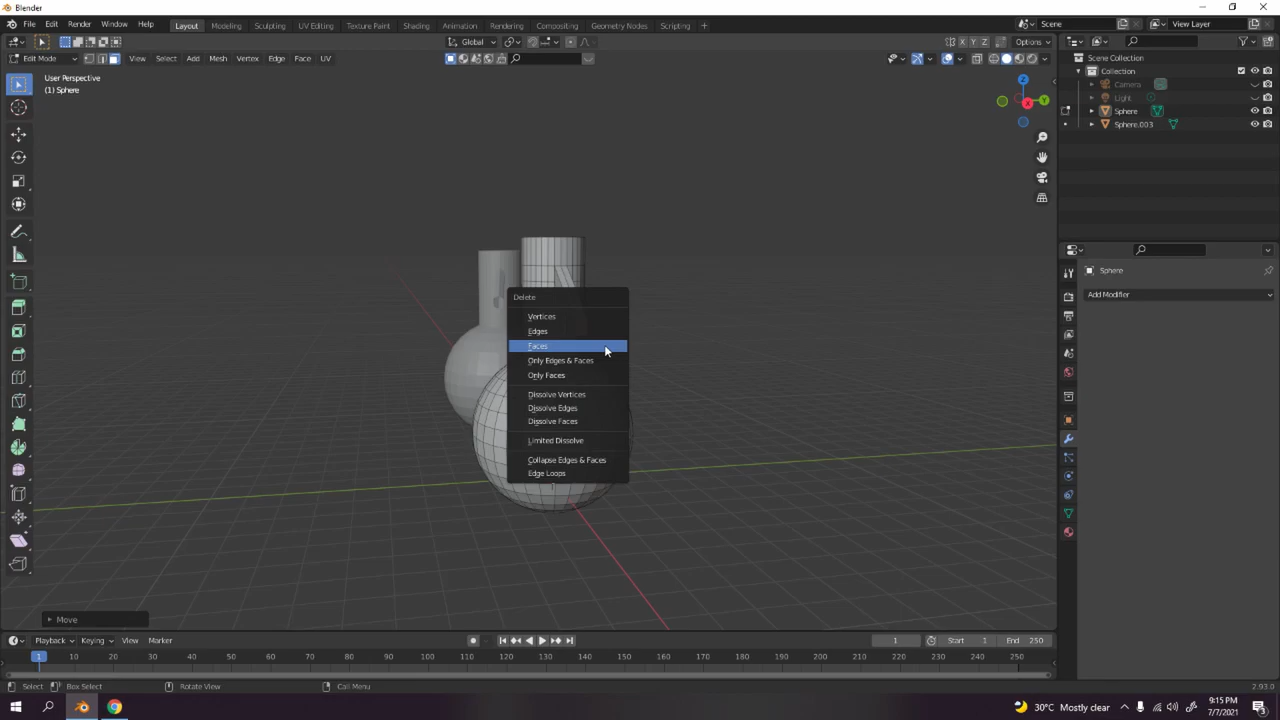 Blender
File Edit Render Window Help Layout Modeling Sculpting UV Editing Texture Paint Shading Animation Rendering Compositing Geometry Nodes Scripting + Scene View Layer
Global X Y Z Options
Edit Mode View Select Add Mesh Vertex Edge Face UV
User Perspective
(1) Sphere
Scene Collection
Collection
Camera
Light
Sphere
Sphere.003
Z
Y
X
Sphere
Add Modifier
Delete
Vertices
Edges
Faces
Only Edges & Faces
Only Faces
Dissolve Vertices
Dissolve Edges
Dissolve Faces
Limited Dissolve
Collapse Edges & Faces
Edge Loops
Move
Playback Keying View Marker 1 Start 1 End 250
1 10 20 30 40 50 60 70 80 90 100 110 120 130 140 150 160 170 180 190 200 210 220 230 240 250
Select Box Select Rotate View Call Menu 2.93.0
30°C Mostly clear 9:15 PM
7/7/2021
3